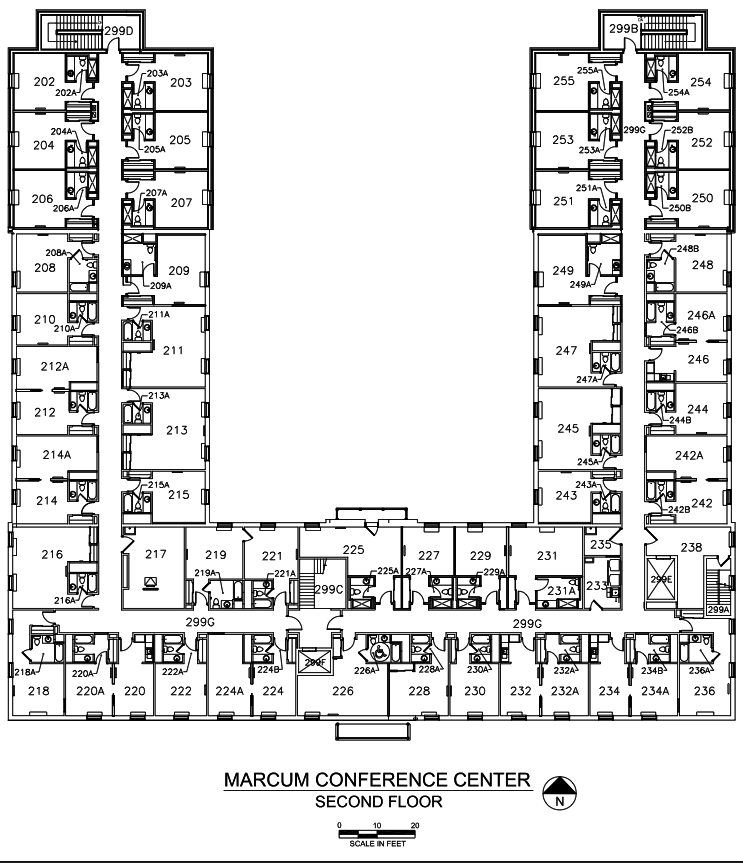 299D
299B
202
202A
203A
203
255A
255
254
254A
204A
204
205
205A
299G
253
253A
252B
252
206
206A
207A
207
251A
251
250
250B
208
208A
209
209A
249
249A
248B
248
210
210A
211A
211
247
247A
246A
246B
246
212A
212
213A
213
245
245A
244
244B
214A
214
215A
215
243A
243
242A
242B
242
216
216A
217
219
219A
221
221A
225
225A
227
227A
229
229A
231
231A
235
233
238
299E
299A
299C
299G
299G
299F
218A
218
220A
220A
220
222A
222
224A
224B
224
226
226A
228A
228
230A
230
232
232A
232A
234
234B
234A
236A
236
MARCUM CONFERENCE CENTER
SECOND FLOOR
N
0 10 20
SCALE IN FEET